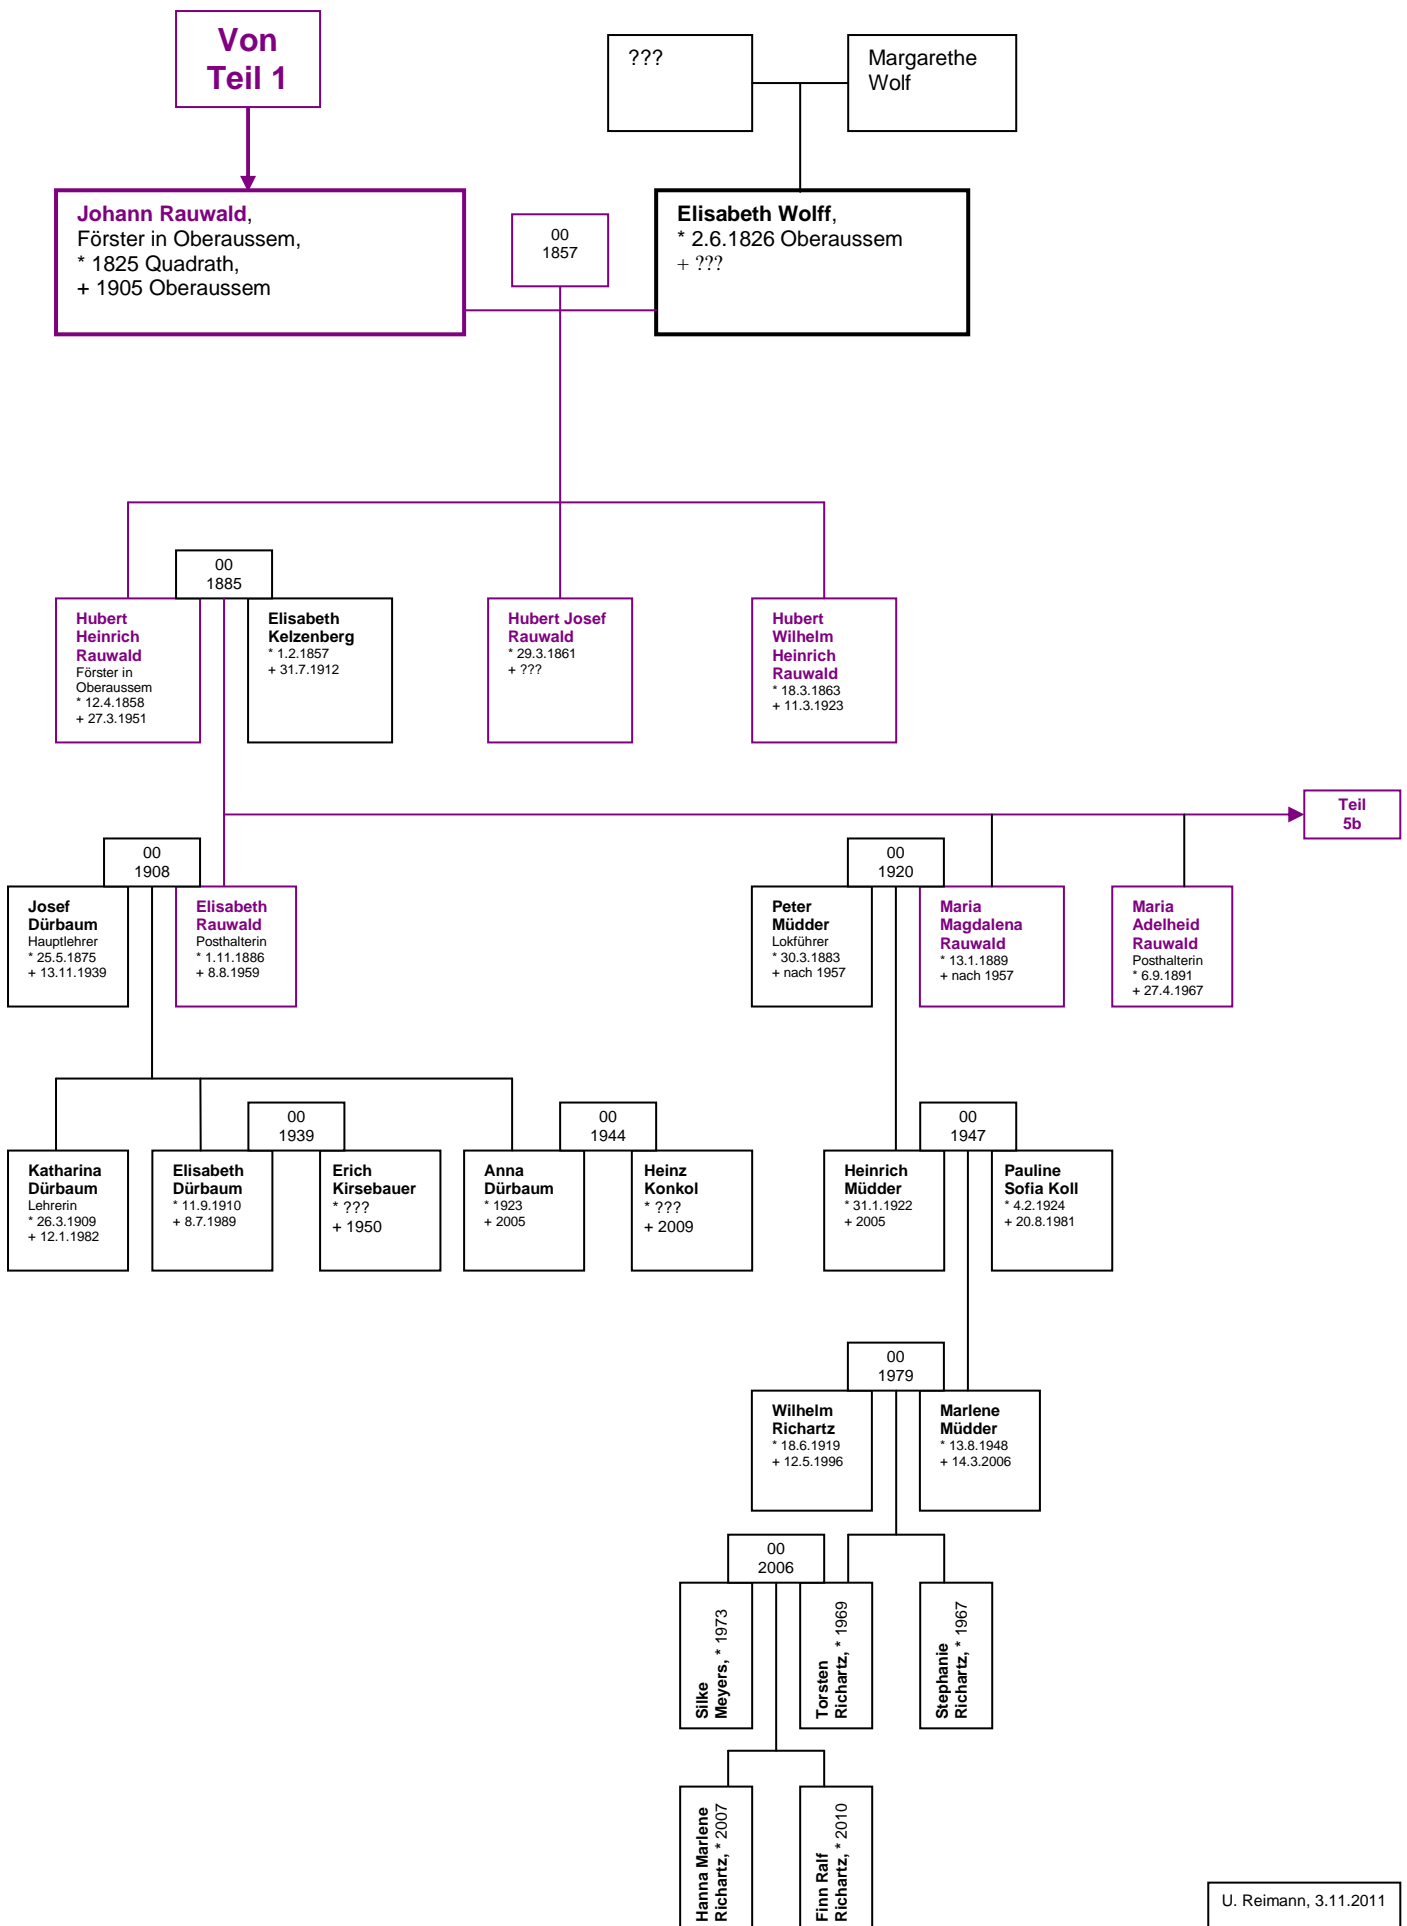 Von
Teil 1
???
Margarethe
Wolf
Johann Rauwald,
Förster in Oberaussem,
* 1825 Quadrath,
+ 1905 Oberaussem
00
1857
Elisabeth Wolff,
* 2.6.1826 Oberaussem
+ ???
00
1885
Hubert
Heinrich
Rauwald
Förster in
Oberaussem
* 12.4.1858
+ 27.3.1951
Elisabeth
Kelzenberg
* 1.2.1857
+ 31.7.1912
Hubert Josef
Rauwald
* 29.3.1861
+ ???
Hubert
Wilhelm
Heinrich
Rauwald
* 18.3.1863
+ 11.3.1923
Teil
5b
00
1908
00
1920
Josef
Dürbaum
Hauptlehrer
* 25.5.1875
+ 13.11.1939
Elisabeth
Rauwald
Posthalterin
* 1.11.1886
+ 8.8.1959
Peter
Müdder
Lokführer
* 30.3.1883
+ nach 1957
Maria
Magdalena
Rauwald
* 13.1.1889
+ nach 1957
Maria
Adelheid
Rauwald
Posthalterin
* 6.9.1891
+ 27.4.1967
00
1939
00
1944
00
1947
Katharina
Dürbaum
Lehrerin
* 26.3.1909
+ 12.1.1982
Elisabeth
Dürbaum
* 11.9.1910
+ 8.7.1989
Erich
Kirsebauer
* ???
+ 1950
Anna
Dürbaum
* 1923
+ 2005
Heinz
Konkol
* ???
+ 2009
Heinrich
Müdder
* 31.1.1922
+ 2005
Pauline
Sofia Koll
* 4.2.1924
+ 20.8.1981
00
1979
Wilhelm
Richartz
* 18.6.1919
+ 12.5.1996
Marlene
Müdder
* 13.8.1948
+ 14.3.2006
00
2006
Silke
Meyers, * 1973
Torsten
Richartz, * 1969
Stephanie
Richartz, * 1967
Hanna Marlene
Richartz, * 2007
Finn Ralf
Richartz, * 2010
U. Reimann, 3.11.2011